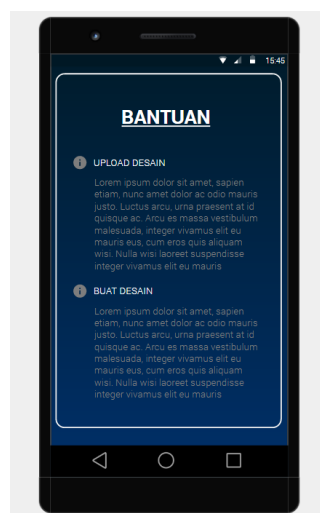 15:45
BANTUAN
UPLOAD DESAIN
Lorem ipsum dolor sit amet, sapien
etiam, nunc amet dolor ac odio mauris
justo. Luctus arcu, urna praesent at id
quisque ac. Arcu es massa vestibulum
malesuada, integer vivamus elit eu
mauris eus, cum eros quis aliquam
wisi. Nulla wisi laoreet suspendisse
integer vivamus elit eu mauris
BUAT DESAIN
Lorem ipsum dolor sit amet, sapien
etiam, nunc amet dolor ac odio mauris
justo. Luctus arcu, urna praesent at id
quisque ac. Arcu es massa vestibulum
malesuada, integer vivamus elit eu
mauris eus, cum eros quis aliquam
wisi. Nulla wisi laoreet suspendisse
integer vivamus elit eu mauris